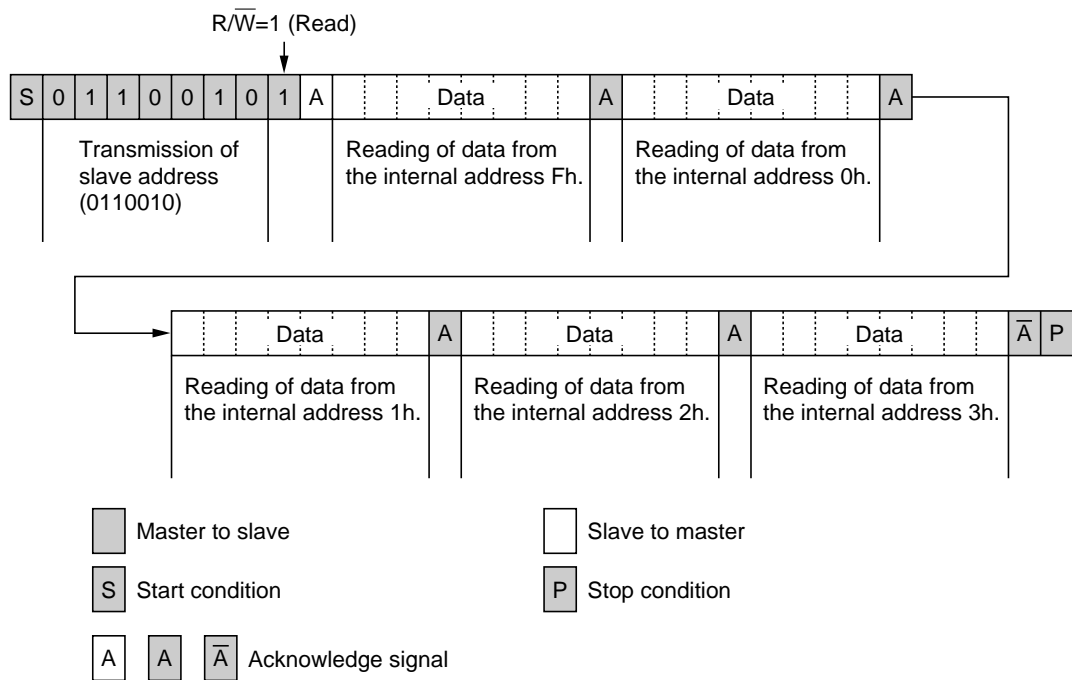 R/W̅=1 (Read)
S 0 1 1 0 0 1 0 1 A Data A Data A
Transmission of
slave address
(0110010)
Reading of data from
the internal address Fh.
Reading of data from
the internal address 0h.
Data A Data A Data A̅ P
Reading of data from
the internal address 1h.
Reading of data from
the internal address 2h.
Reading of data from
the internal address 3h.
Master to slave
Slave to master
S Start condition
P Stop condition
A A A̅ Acknowledge signal